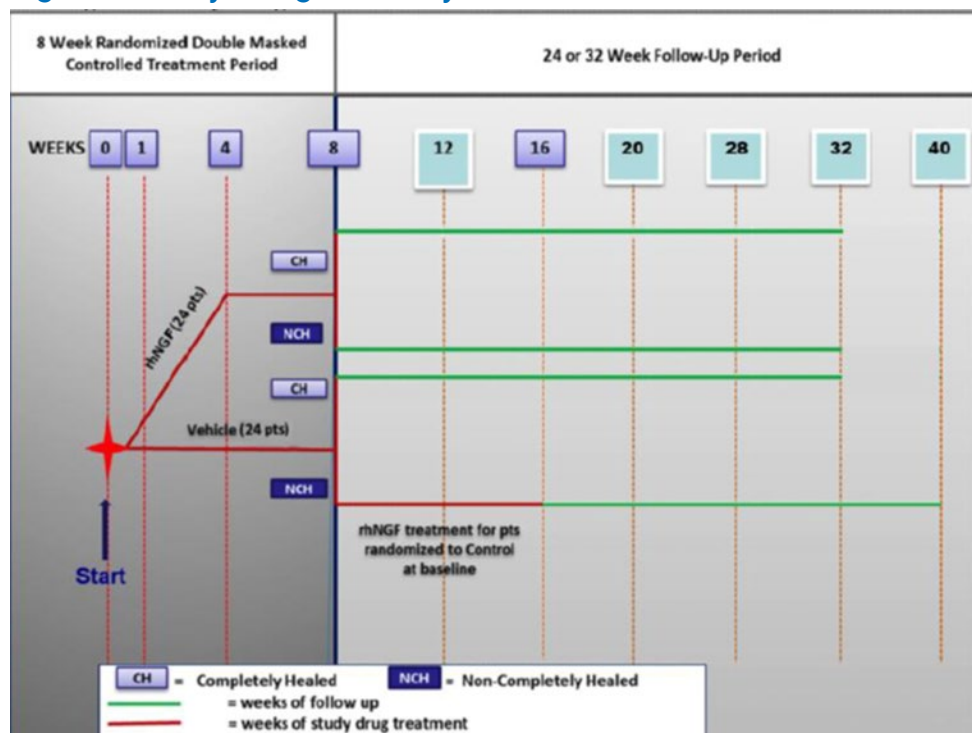 8 Week Randomized Double Masked
Controlled Treatment Period
24 or 32 Week Follow-Up Period
WEEKS 0 1 4 8 12 16 20 28 32 40
CH
rhNGF (24 pts)
NCH
CH
Vehicle (24 pts)
NCH
rhNGF treatment for pts
randomized to Control
at baseline
Start
CH = Completely Healed NCH = Non-Completely Healed
= weeks of follow up
= weeks of study drug treatment